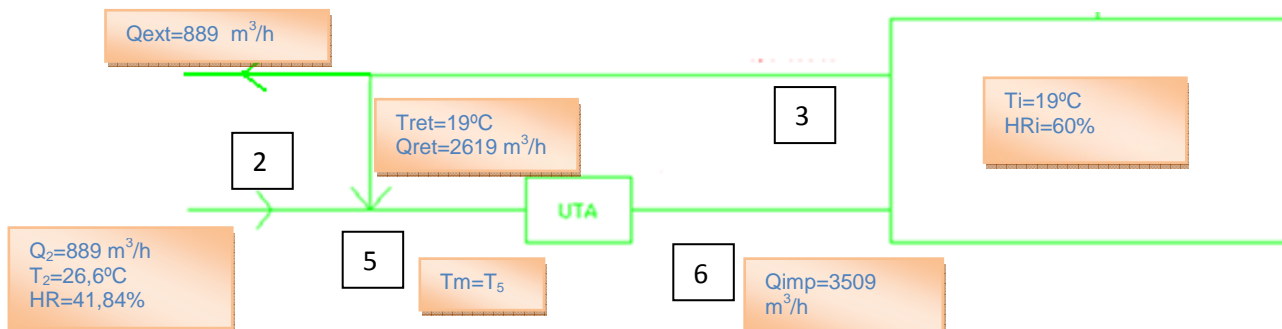 Qext=889 m³/h
3
Ti=19ºC
HRi=60%
Tret=19ºC
Qret=2619 m³/h
2
UTA
Q₂=889 m³/h
T₂=26,6ºC
HR=41,84%
5
Tm=T₅
6
Qimp=3509
m³/h